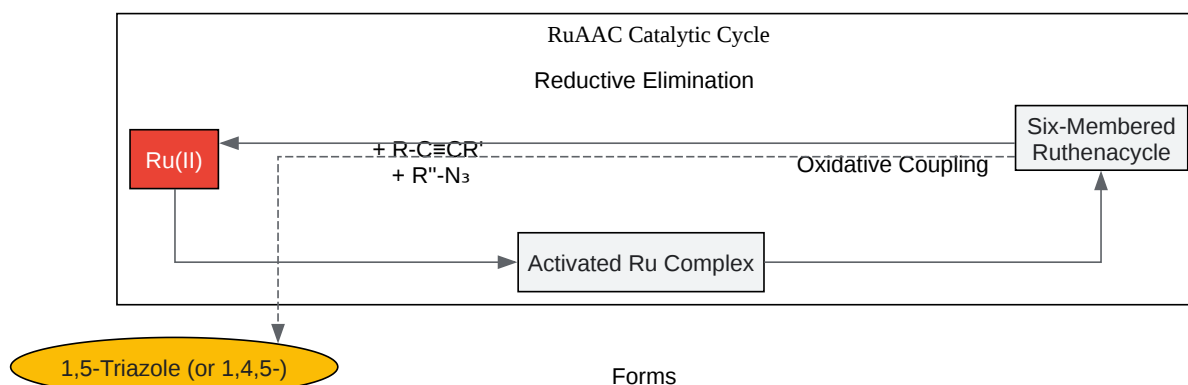 RuAAC Catalytic Cycle
Reductive Elimination
Six-Membered
Ruthenacycle
Ru(II)
+ R-C≡CR'
+ R"-N₃
Oxidative Coupling
Activated Ru Complex
1,5-Triazole (or 1,4,5-)
Forms